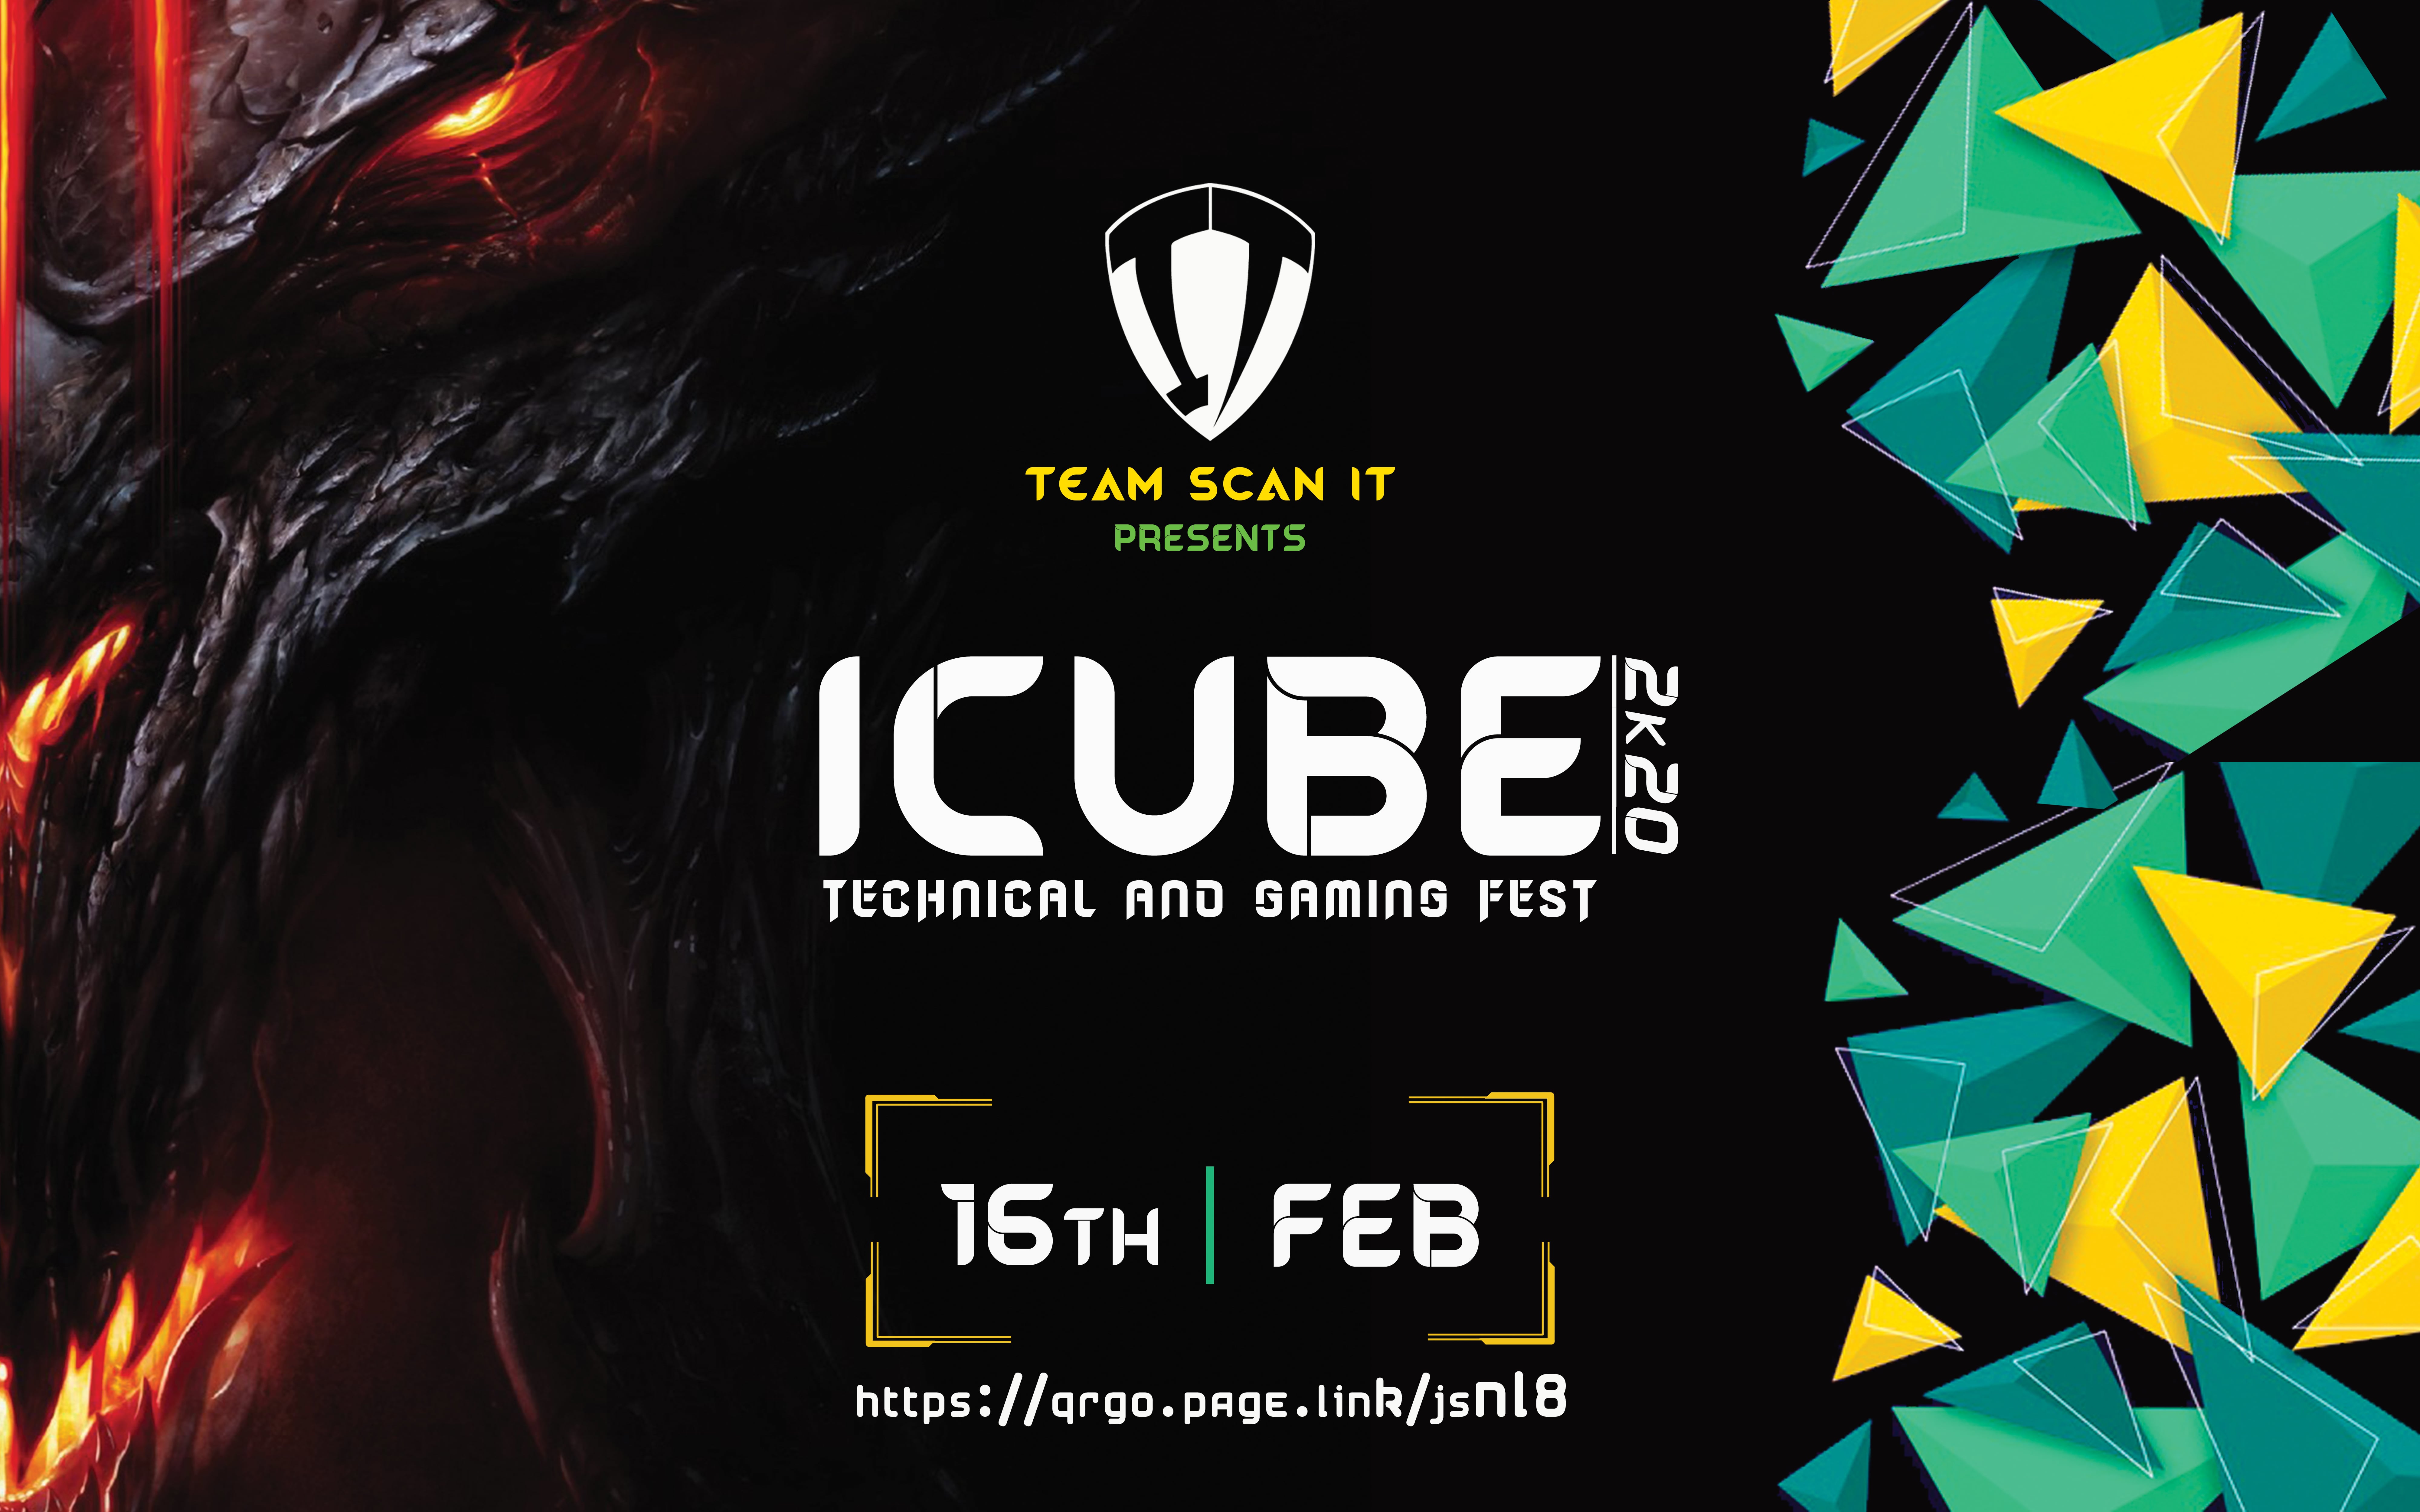 TEAM SCAN IT
PRESENTS
ICUBE 2K20
TECHNICAL AND GAMING FEST
16TH | FEB
https://qrgo.page.link/jsnl8